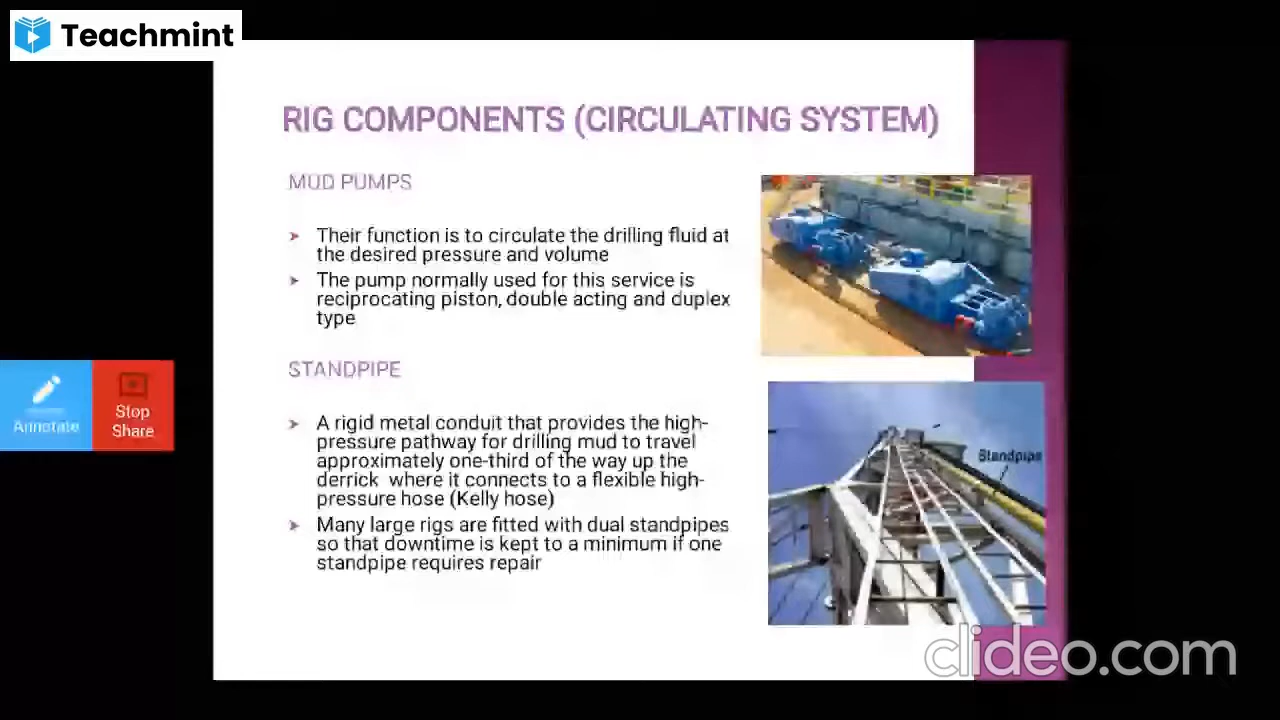 Teachmint
RIG COMPONENTS (CIRCULATING SYSTEM)
MUD PUMPS
Their function is to circulate the drilling fluid at
the desired pressure and volume
The pump normally used for this service is
reciprocating piston, double acting and duplex
type
STANDPIPE
A rigid metal conduit that provides the high-
pressure pathway for drilling mud to travel
approximately one-third of the way up the
derrick where it connects to a flexible high-
pressure hose (Kelly hose)
Many large rigs are fitted with dual standpipes
so that downtime is kept to a minimum if one
standpipe requires repair
Standpipe
Annotate
Stop
Share
clideo.com